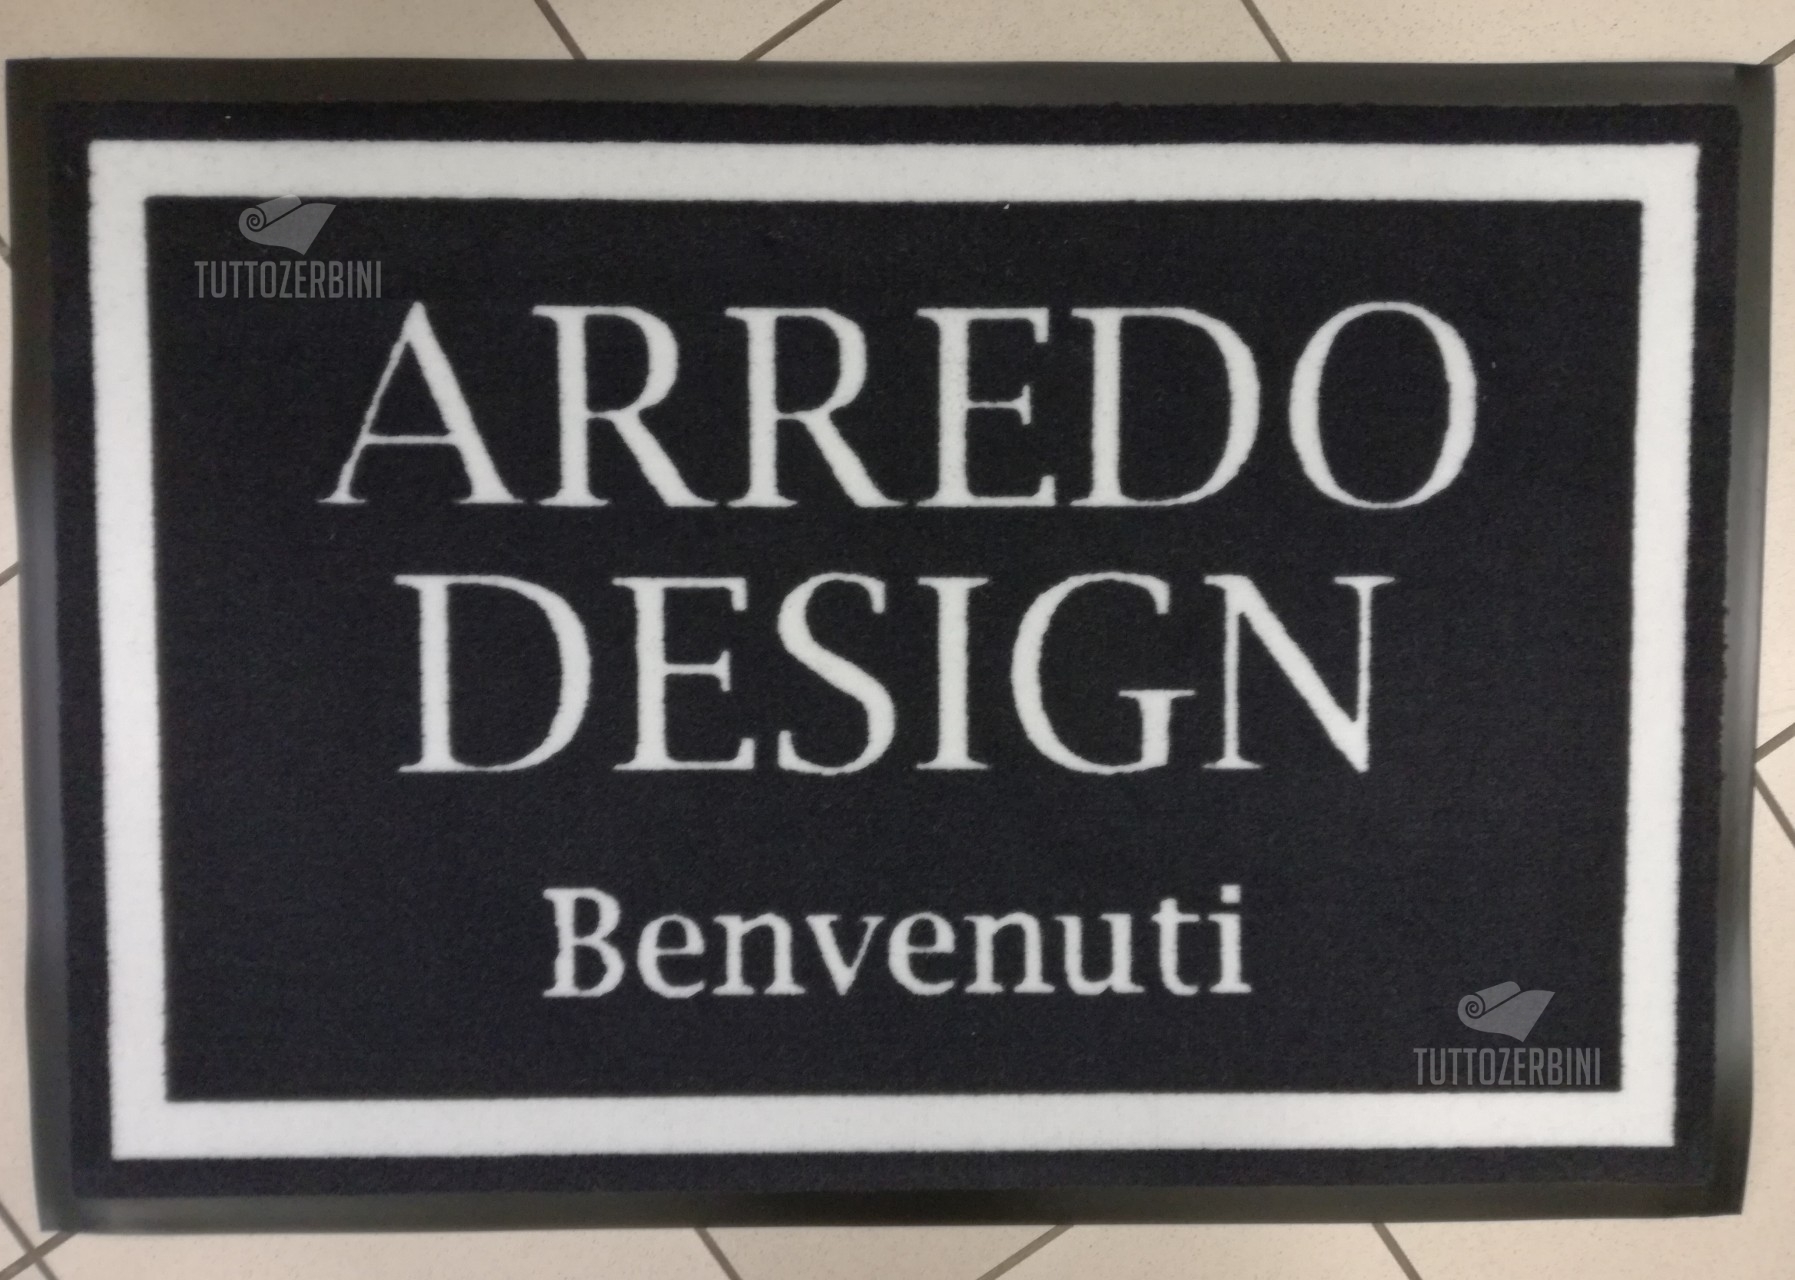 TUTTOZERBINI
ARREDO
DESIGN
Benvenuti
TUTTOZERBINI